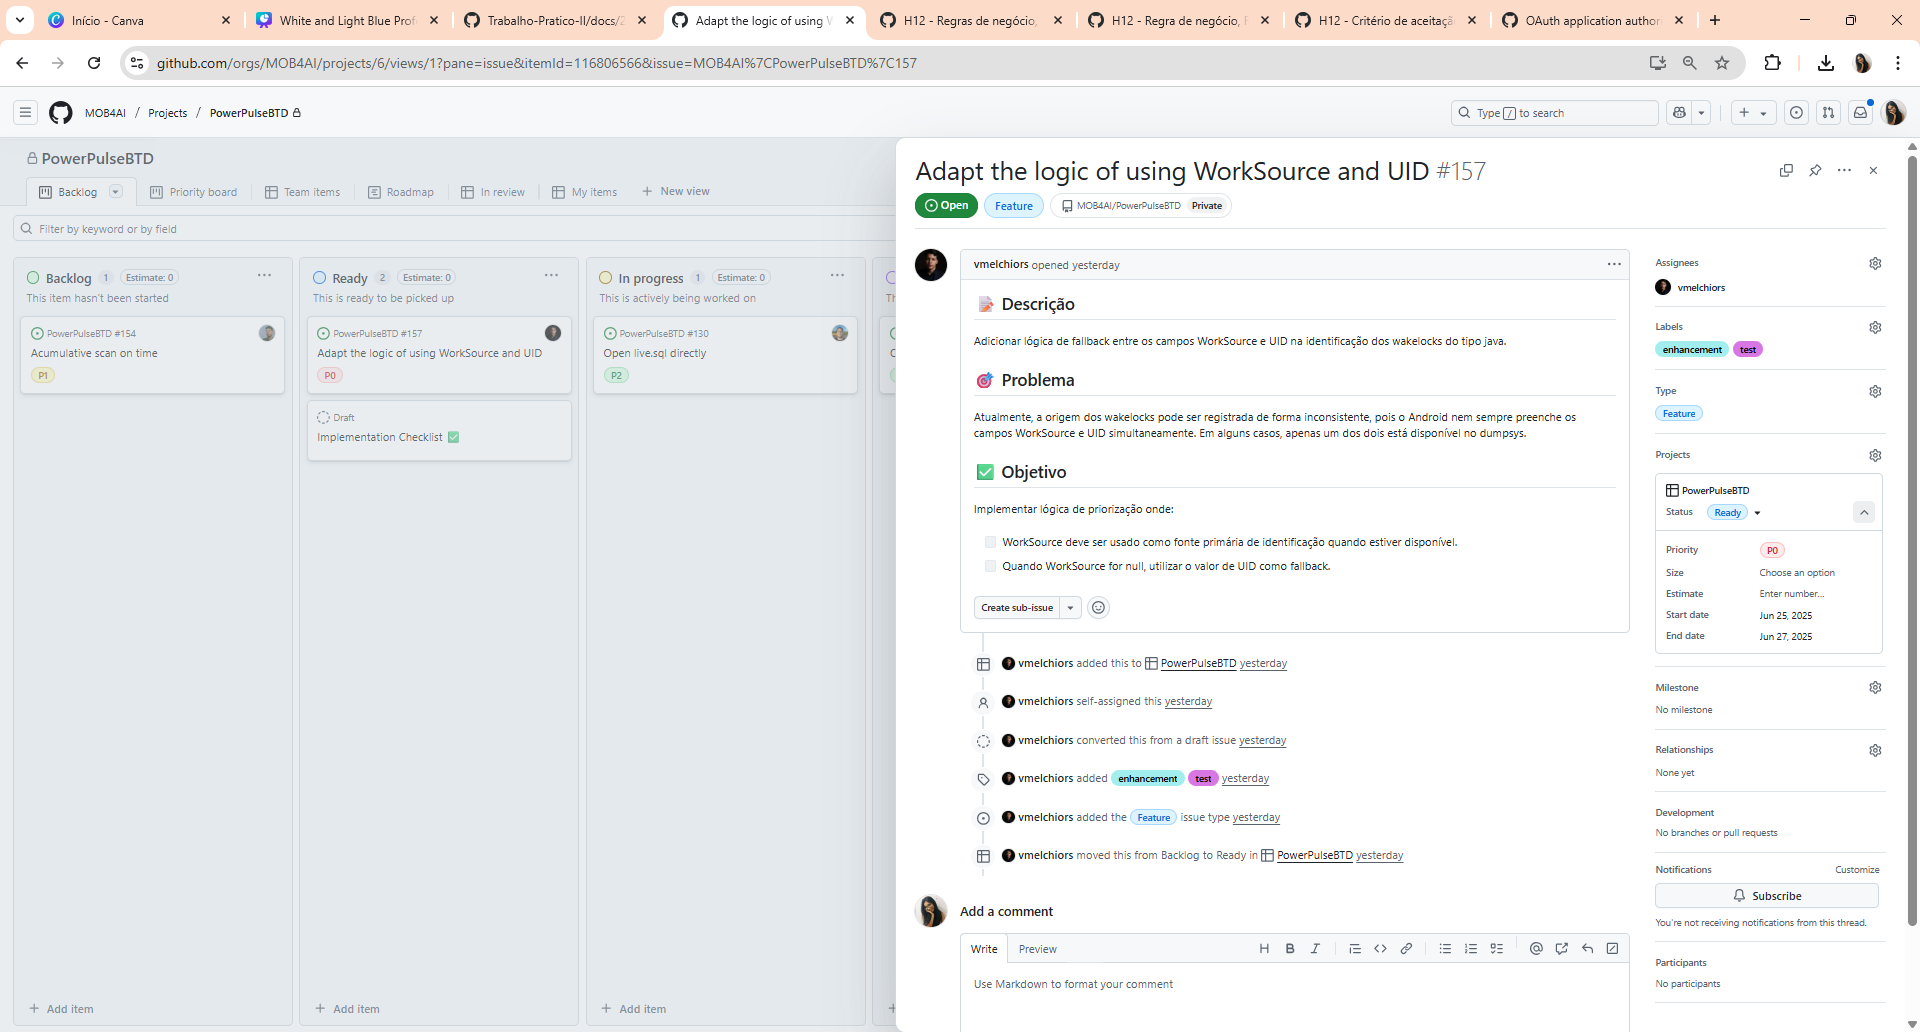 Início - Canva
White and Light Blue Prof
Trabalho-Pratico-II/docs/2
Adapt the logic of using W
H12 - Regras de negócio,
H12 - Regra de negócio, F
H12 - Critério de aceitaçã
OAuth application author
github.com/orgs/MOB4AI/projects/6/views/1?pane=issue&itemId=116806566&issue=MOB4AI%7CPowerPulseBTD%7C157
MOB4AI / Projects / PowerPulseBTD
Type / to search
PowerPulseBTD
Backlog
Priority board
Team items
Roadmap
In review
My items
New view
Filter by keyword or by field
Backlog 1 Estimate: 0
This item hasn't been started
PowerPulseBTD #154
Acumulative scan on time
P1
Add item
Ready 2 Estimate: 0
This is ready to be picked up
PowerPulseBTD #157
Adapt the logic of using WorkSource and UID
P0
Draft
Implementation Checklist ✅
Add item
In progress 1 Estimate: 0
This is actively being worked on
PowerPulseBTD #130
Open live.sql directly
P2
Add item
Adapt the logic of using WorkSource and UID #157
Open
Feature
MOB4AI/PowerPulseBTD Private
vmelchiors opened yesterday
📝 Descrição
Adicionar lógica de fallback entre os campos WorkSource e UID na identificação dos wakelocks do tipo java.
🎯 Problema
Atualmente, a origem dos wakelocks pode ser registrada de forma inconsistente, pois o Android nem sempre preenche os
campos WorkSource e UID simultaneamente. Em alguns casos, apenas um dos dois está disponível no dumpsys.
✅ Objetivo
Implementar lógica de priorização onde:
WorkSource deve ser usado como fonte primária de identificação quando estiver disponível.
Quando WorkSource for null, utilizar o valor de UID como fallback.
Create sub-issue
vmelchiors added this to PowerPulseBTD yesterday
vmelchiors self-assigned this yesterday
vmelchiors converted this from a draft issue yesterday
vmelchiors added enhancement test yesterday
vmelchiors added the Feature issue type yesterday
vmelchiors moved this from Backlog to Ready in PowerPulseBTD yesterday
Add a comment
Write
Preview
Use Markdown to format your comment
Assignees
vmelchiors
Labels
enhancement test
Type
Feature
Projects
PowerPulseBTD
Status Ready
Priority P0
Size Choose an option
Estimate Enter number...
Start date Jun 25, 2025
End date Jun 27, 2025
Milestone
No milestone
Relationships
None yet
Development
No branches or pull requests
Notifications Customize
Subscribe
You're not receiving notifications from this thread.
Participants
No participants